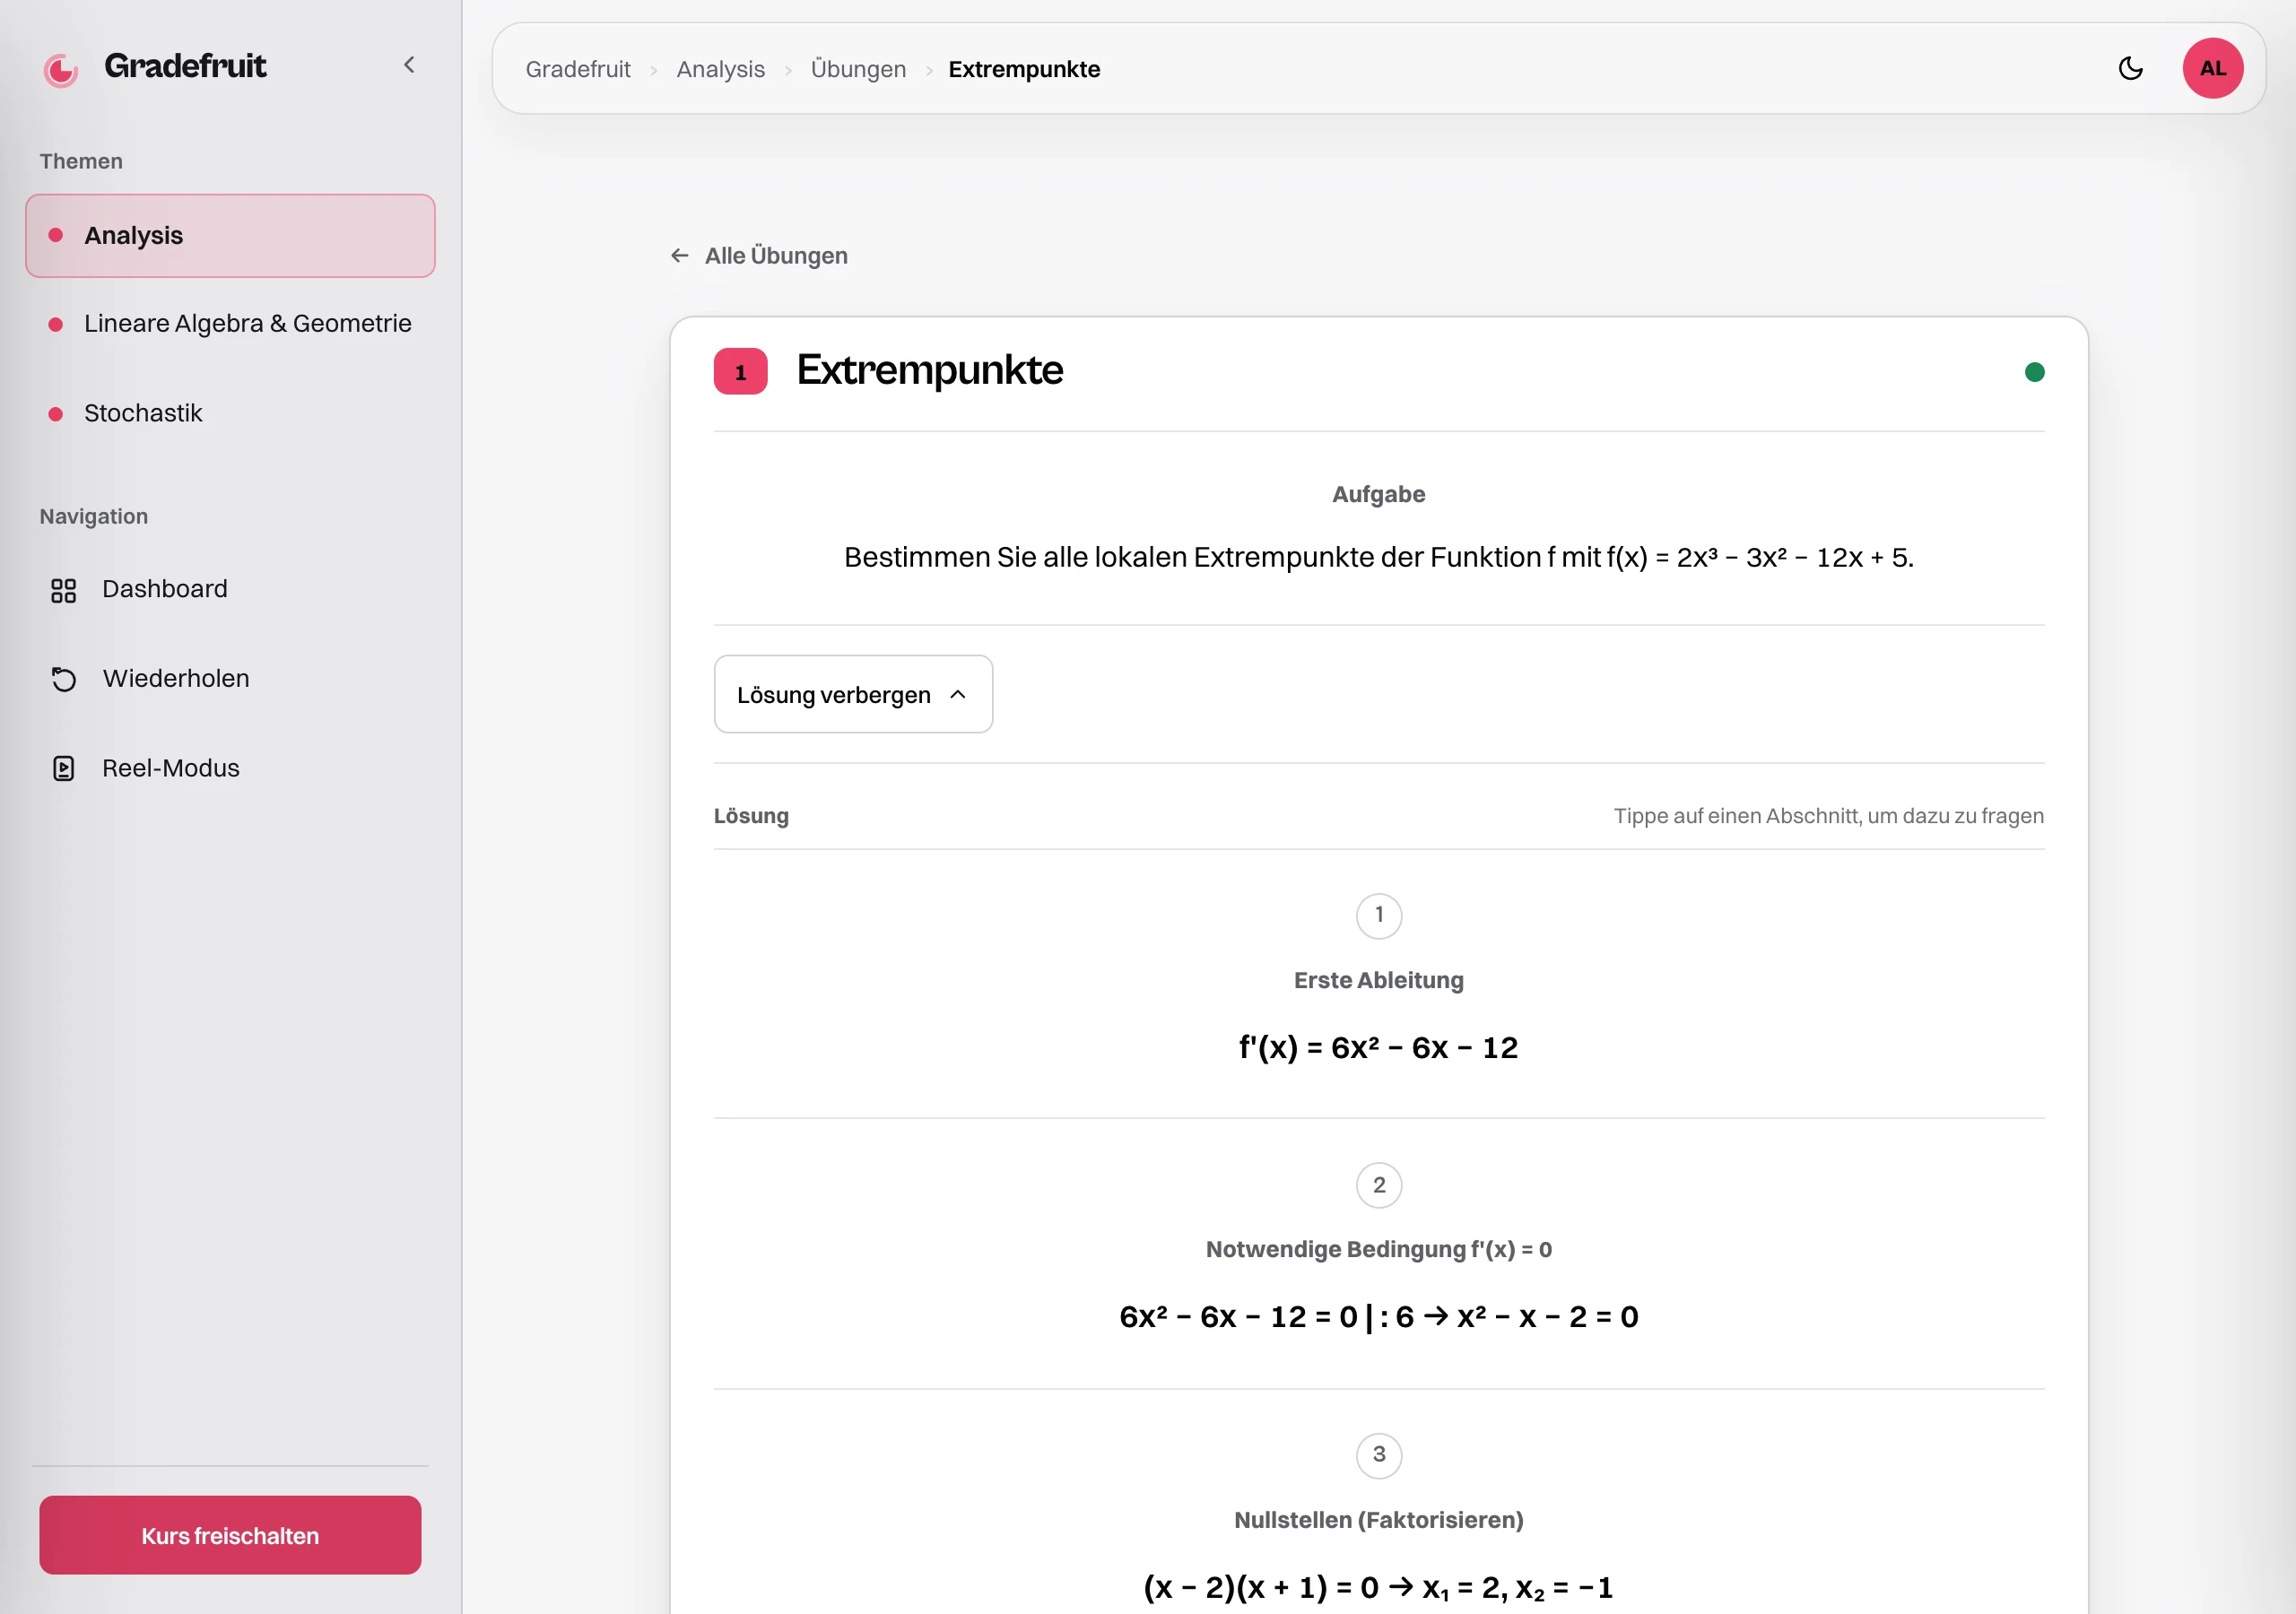 Gradefruit
Themen
Analysis
Lineare Algebra & Geometrie
Stochastik
Navigation
Dashboard
Wiederholen
Reel-Modus
Kurs freischalten
Gradefruit › Analysis › Übungen › Extrempunkte
AL
← Alle Übungen
1 Extrempunkte
Aufgabe
Bestimmen Sie alle lokalen Extrempunkte der Funktion f mit f(x) = 2x³ − 3x² − 12x + 5.
Lösung verbergen
Lösung
Tippe auf einen Abschnitt, um dazu zu fragen
1
Erste Ableitung
f'(x) = 6x² − 6x − 12
2
Notwendige Bedingung f'(x) = 0
6x² − 6x − 12 = 0 | : 6 → x² − x − 2 = 0
3
Nullstellen (Faktorisieren)
(x − 2)(x + 1) = 0 → x₁ = 2, x₂ = −1